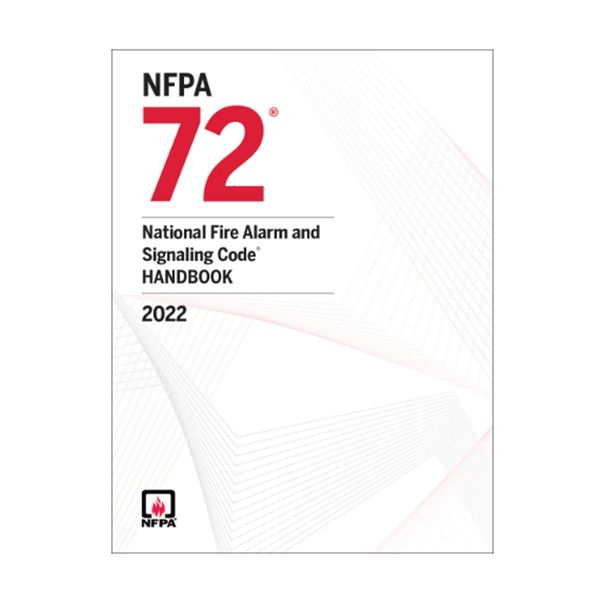 NFPA
72®
National Fire Alarm and
Signaling Code®
HANDBOOK
2022
NFPA®